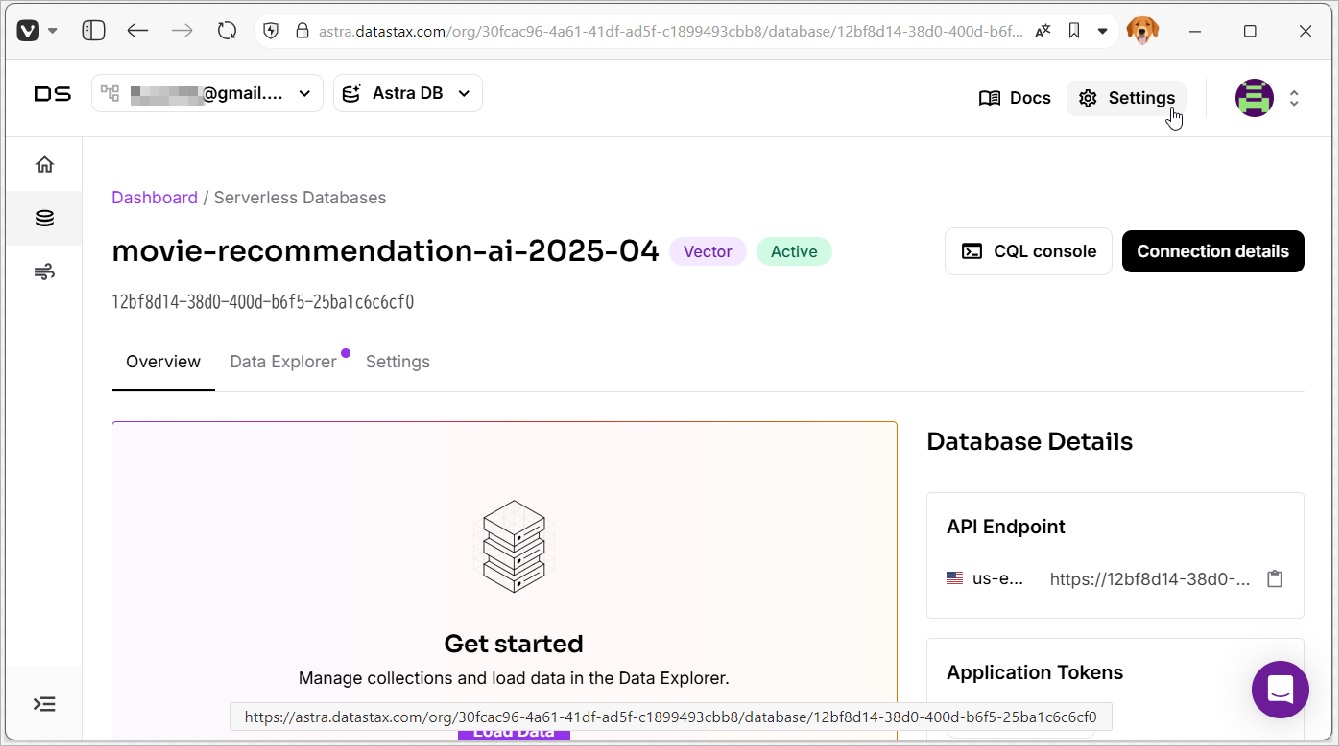 astra.datastax.com/org/30fcac96-4a61-41df-ad5f-c1899493cbb8/database/12bf8d14-38d0-400d-b6f...
DS
@gmail....
Astra DB
Docs
Settings
Dashboard / Serverless Databases
movie-recommendation-ai-2025-04
Vector
Active
CQL console
Connection details
12bf8d14-38d0-400d-b6f5-25ba1c6c6cf0
Overview
Data Explorer
Settings
Database Details
API Endpoint
us-e...
https://12bf8d14-38d0-...
Get started
Manage collections and load data in the Data Explorer.
Application Tokens
https://astra.datastax.com/org/30fcac96-4a61-41df-ad5f-c1899493cbb8/database/12bf8d14-38d0-400d-b6f5-25ba1c6c6cf0
Load Data